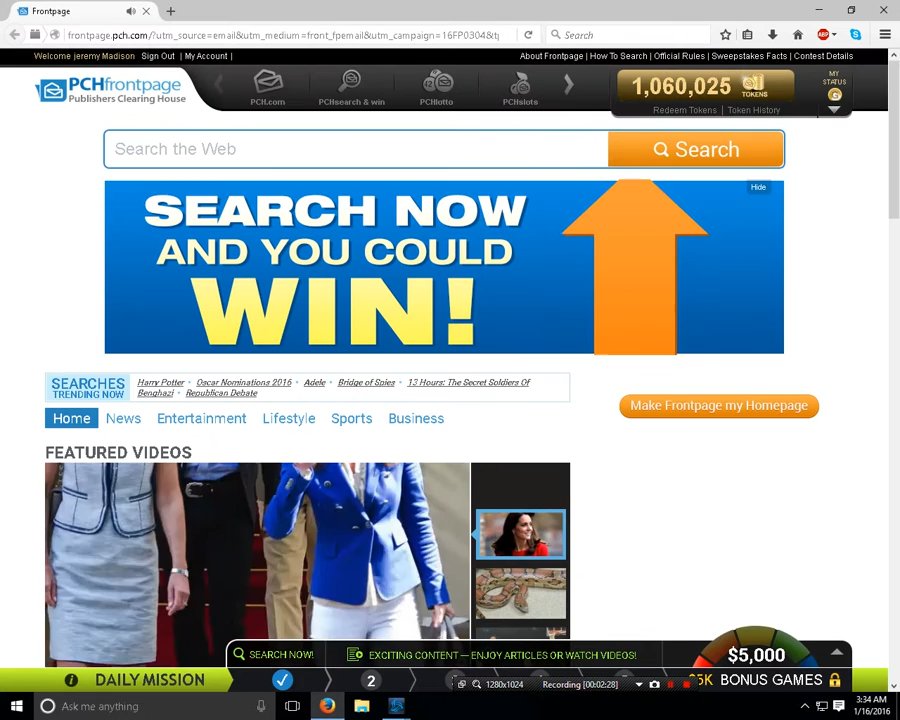 Frontpage
frontpage.pch.com/?utm_source=email&utm_medium=front_fpemail&utm_campaign=16FP0304&tp
Search
Welcome jeremy Madison Sign Out | My Account |
About Frontpage | How To Search | Official Rules | Sweepstakes Facts | Contest Details
PCHfrontpage
Publishers Clearing House
PCH.com
PCHsearch & win
PCHlotto
PCHslots
1,060,025 TOKENS
Redeem Tokens | Token History
MY STATUS
Search the Web
Search
Hide
SEARCH NOW
AND YOU COULD
WIN!
SEARCHES
TRENDING NOW
Harry Potter • Oscar Nominations 2016 • Adele • Bridge of Spies • 13 Hours: The Secret Soldiers Of
Benghazi • Republican Debate
Make Frontpage my Homepage
Home News Entertainment Lifestyle Sports Business
FEATURED VIDEOS
SEARCH NOW!
EXCITING CONTENT — ENJOY ARTICLES OR WATCH VIDEOS!
$5,000
DAILY MISSION
2
BONUS GAMES
1280x1024 Recording [00:02:28]
Ask me anything
3:34 AM
1/16/2016